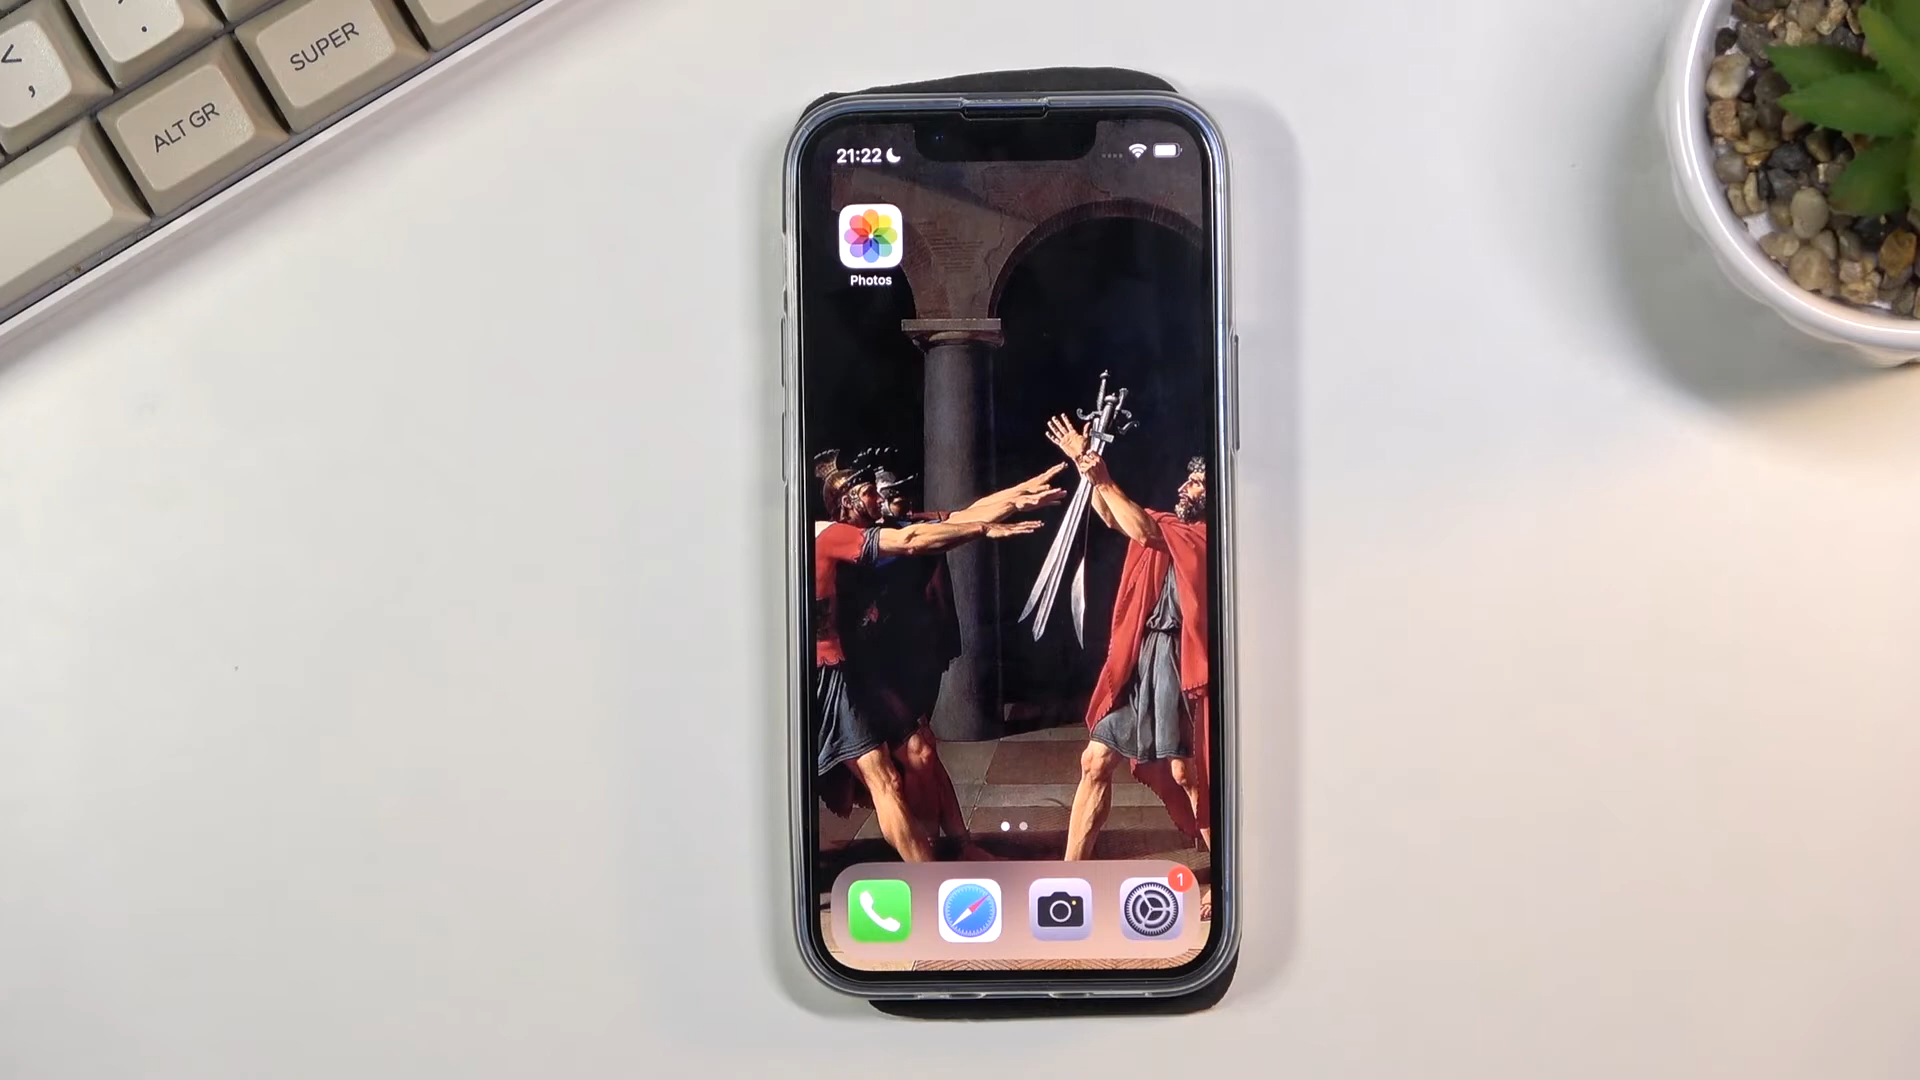 <
,
.
SUPER
ALT GR
21:22
Photos
1